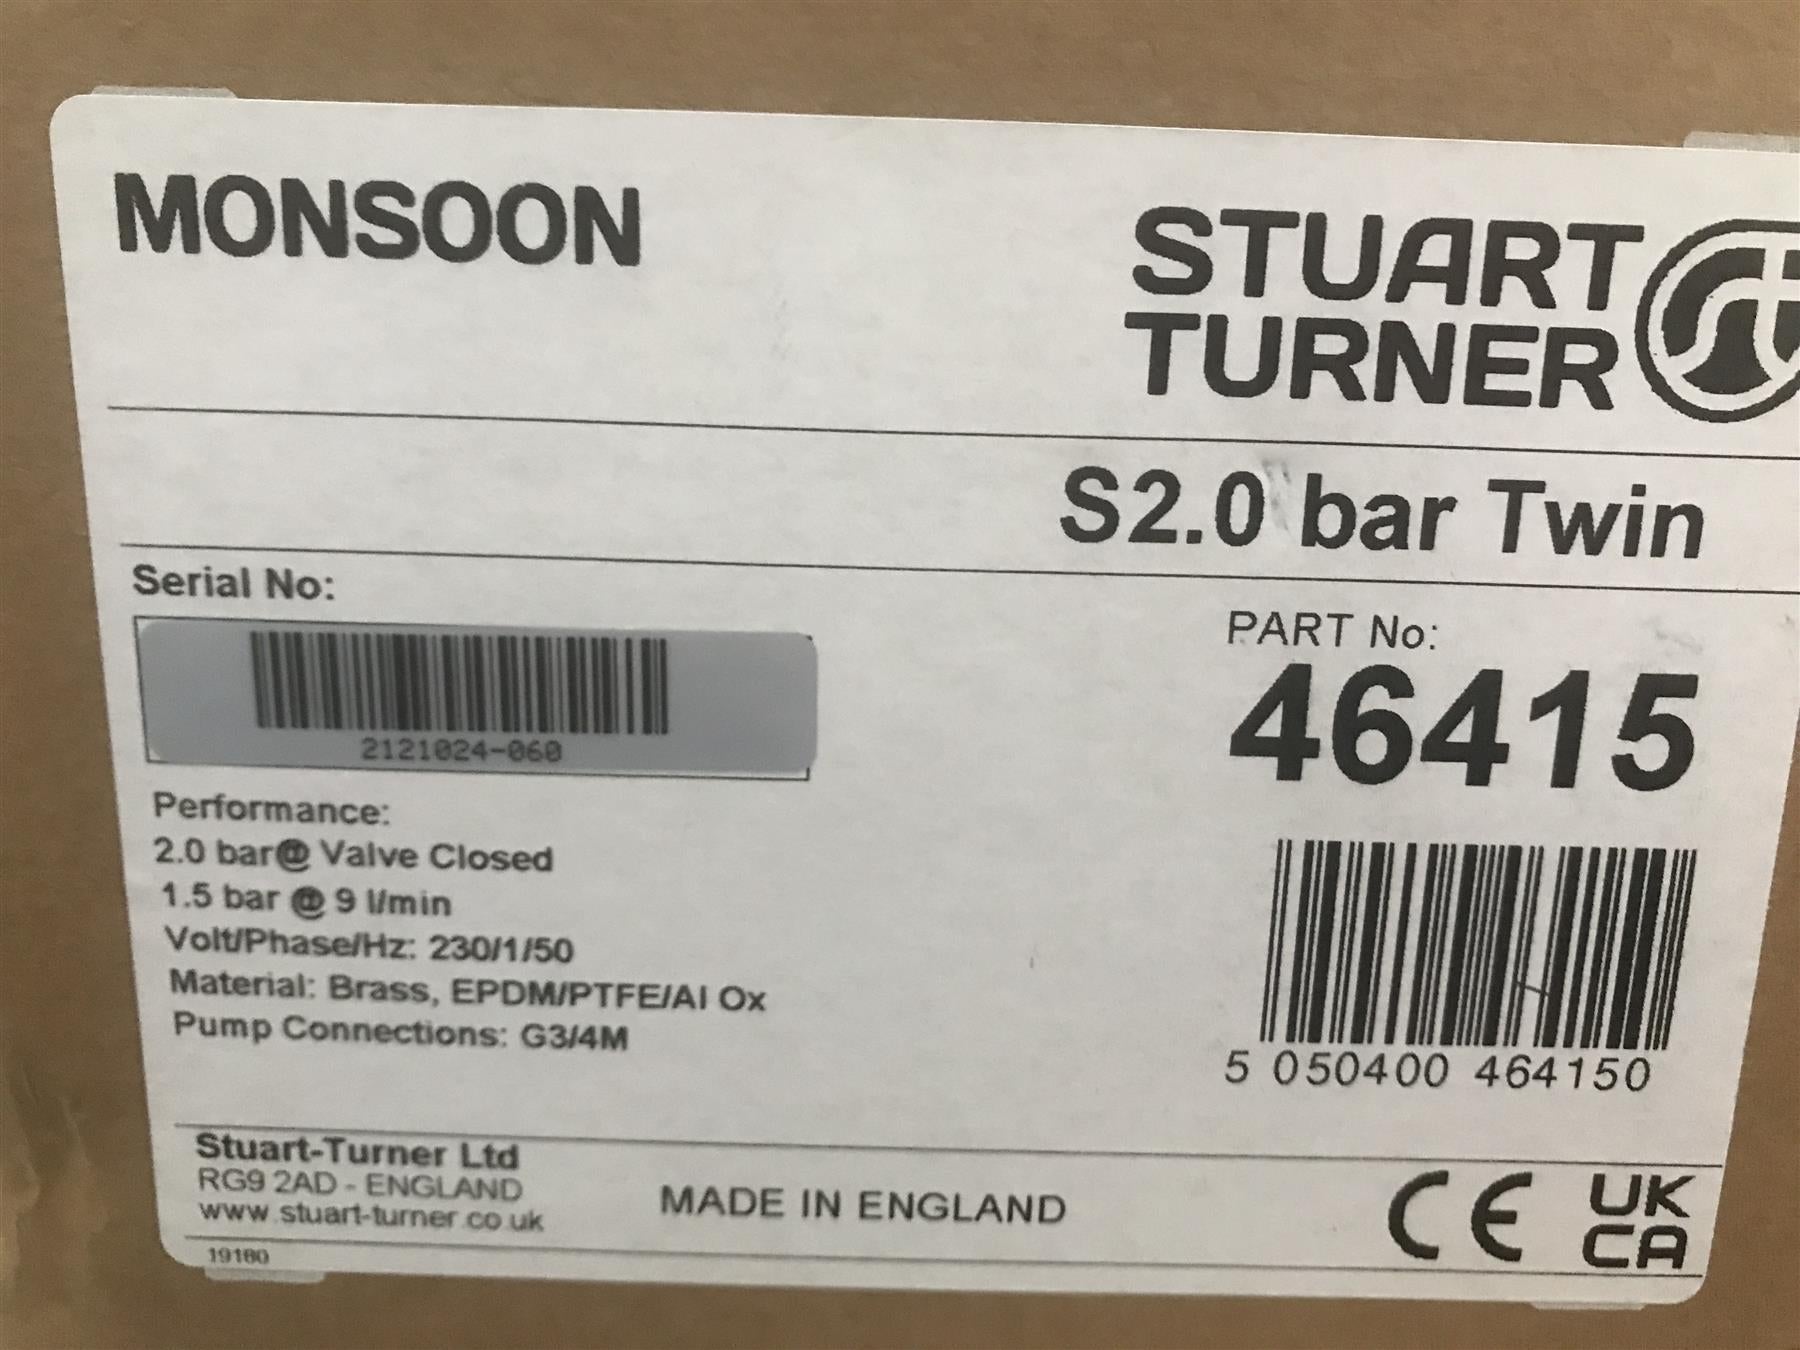 MONSOON
STUART
TURNER
S2.0 bar Twin
Serial No:
2121024-060
PART No:
46415
Performance:
2.0 bar@ Valve Closed
1.5 bar @ 9 l/min
Volt/Phase/Hz: 230/1/50
Material: Brass, EPDM/PTFE/Al Ox
Pump Connections: G3/4M
5 050400 464150
Stuart-Turner Ltd
RG9 2AD - ENGLAND
www.stuart-turner.co.uk
MADE IN ENGLAND
CE
UK
CA
19180